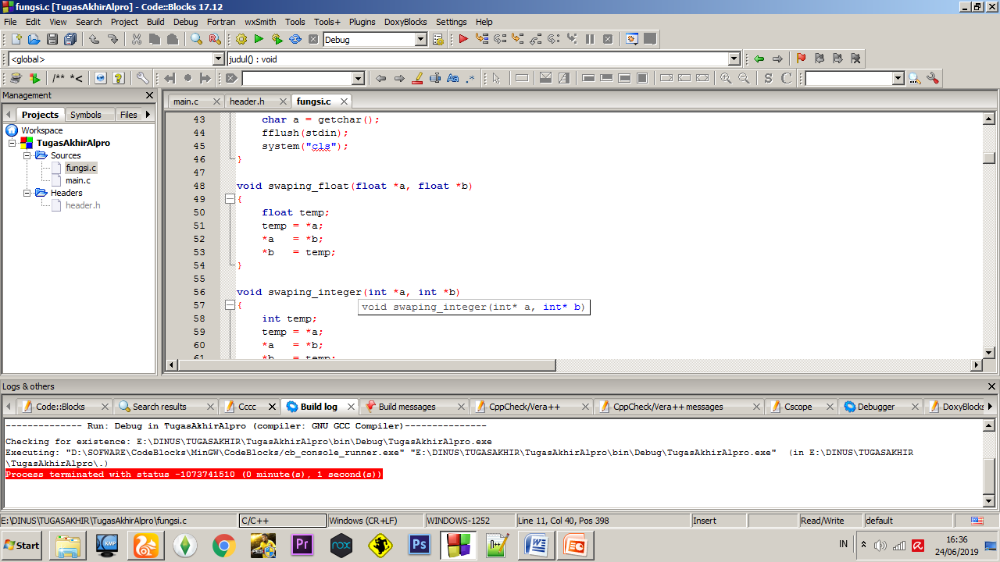 fungsi.c [TugasAkhirAlpro] - Code::Blocks 17.12
File Edit View Search Project Build Debug Fortran wxSmith Tools Tools+ Plugins DoxyBlocks Settings Help
Debug
<global> judul() : void
/** *<
S C
Management
Projects Symbols Files
Workspace
TugasAkhirAlpro
Sources
fungsi.c
main.c
Headers
header.h
main.c header.h fungsi.c
43 char a = getchar();
44 fflush(stdin);
45 system("cls");
46 }
47
48 void swaping_float(float *a, float *b)
49 {
50 float temp;
51 temp = *a;
52 *a   = *b;
53 *b   = temp;
54 }
55
56 void swaping_integer(int *a, int *b)
void swaping_integer(int* a, int* b)
57 {
58 int temp;
59 temp = *a;
60 *a   = *b;
61 *b   = temp;
Logs & others
Code::Blocks Search results Cccc Build log Build messages CppCheck/Vera++ CppCheck/Vera++ messages Cscope Debugger DoxyBlocks
-------------- Run: Debug in TugasAkhirAlpro (compiler: GNU GCC Compiler)---------------
Checking for existence: E:\DINUS\TUGASAKHIR\TugasAkhirAlpro\bin\Debug\TugasAkhirAlpro.exe
Executing: "D:\SOFWARE\CodeBlocks\MinGW\CodeBlocks/cb_console_runner.exe" "E:\DINUS\TUGASAKHIR\TugasAkhirAlpro\bin\Debug\TugasAkhirAlpro.exe"  (in E:\DINUS\TUGASAKHIR
\TugasAkhirAlpro\.)
Process terminated with status -1073741510 (0 minute(s), 1 second(s))
E:\DINUS\TUGASAKHIR\TugasAkhirAlpro\fungsi.c C/C++ Windows (CR+LF) WINDOWS-1252 Line 11, Col 40, Pos 398 Insert Read/Write default
Start KMP PES Pr nox Ps IN 16:36
24/06/2019